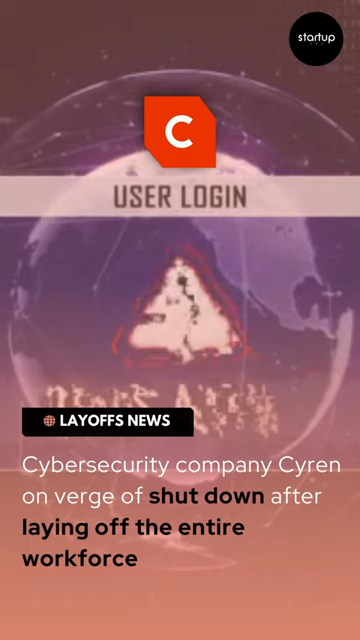 startup
C
USER LOGIN
LAYOFFS NEWS
Cybersecurity company Cyren
on verge of shut down after
laying off the entire
workforce